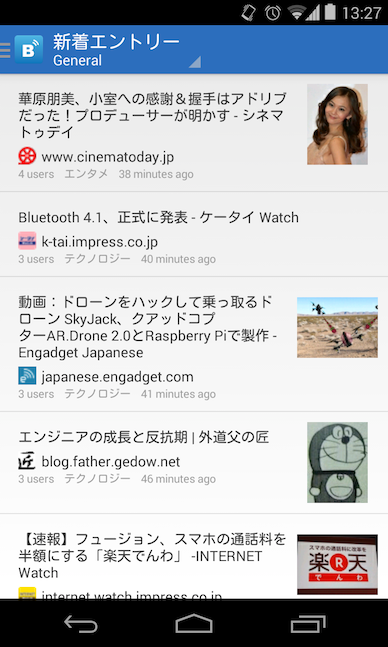 13:27
新着エントリー
General
華原朋美、小室への感謝＆握手はアドリブ
だった！プロデューサーが明かす - シネマ
トゥデイ
www.cinematoday.jp
4 users エンタメ 38 minutes ago
Bluetooth 4.1、正式に発表 - ケータイ Watch
k-tai.impress.co.jp
3 users テクノロジー 40 minutes ago
動画：ドローンをハックして乗っ取るド
ローン SkyJack、クアッドコプ
ターAR.Drone 2.0とRaspberry Piで製作 -
Engadget Japanese
japanese.engadget.com
3 users テクノロジー 41 minutes ago
エンジニアの成長と反抗期 | 外道父の匠
匠
blog.father.gedow.net
3 users テクノロジー 46 minutes ago
【速報】フュージョン、スマホの通話料を
半額にする「楽天でんわ」 -INTERNET
Watch
スマホの通話料を半額に
楽R天
でんわ
internet.watch.impress.co.jp